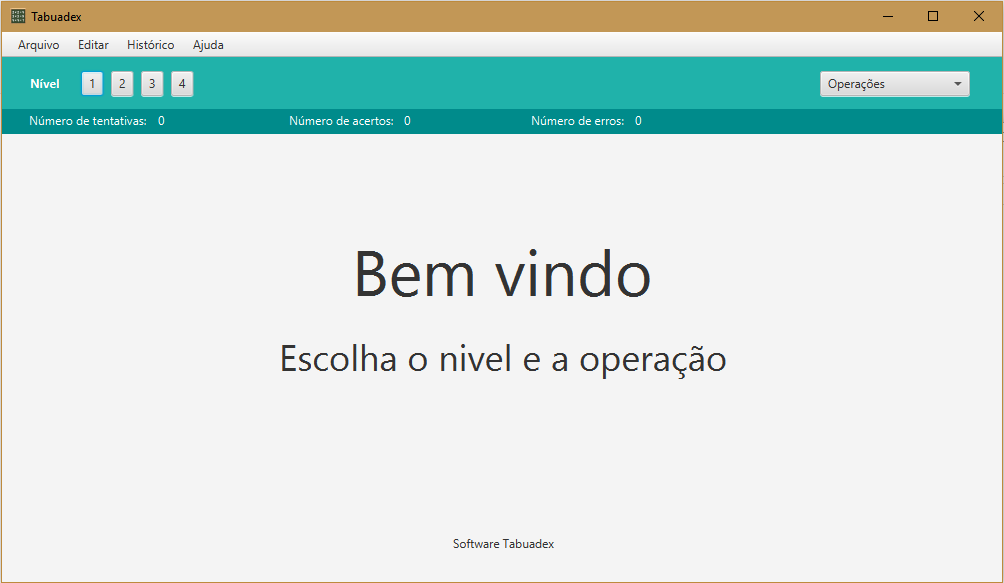 Tabuadex
Arquivo Editar Histórico Ajuda
Nível 1 2 3 4 Operações
Número de tentativas: 0 Número de acertos: 0 Número de erros: 0
Bem vindo
Escolha o nivel e a operação
Software Tabuadex